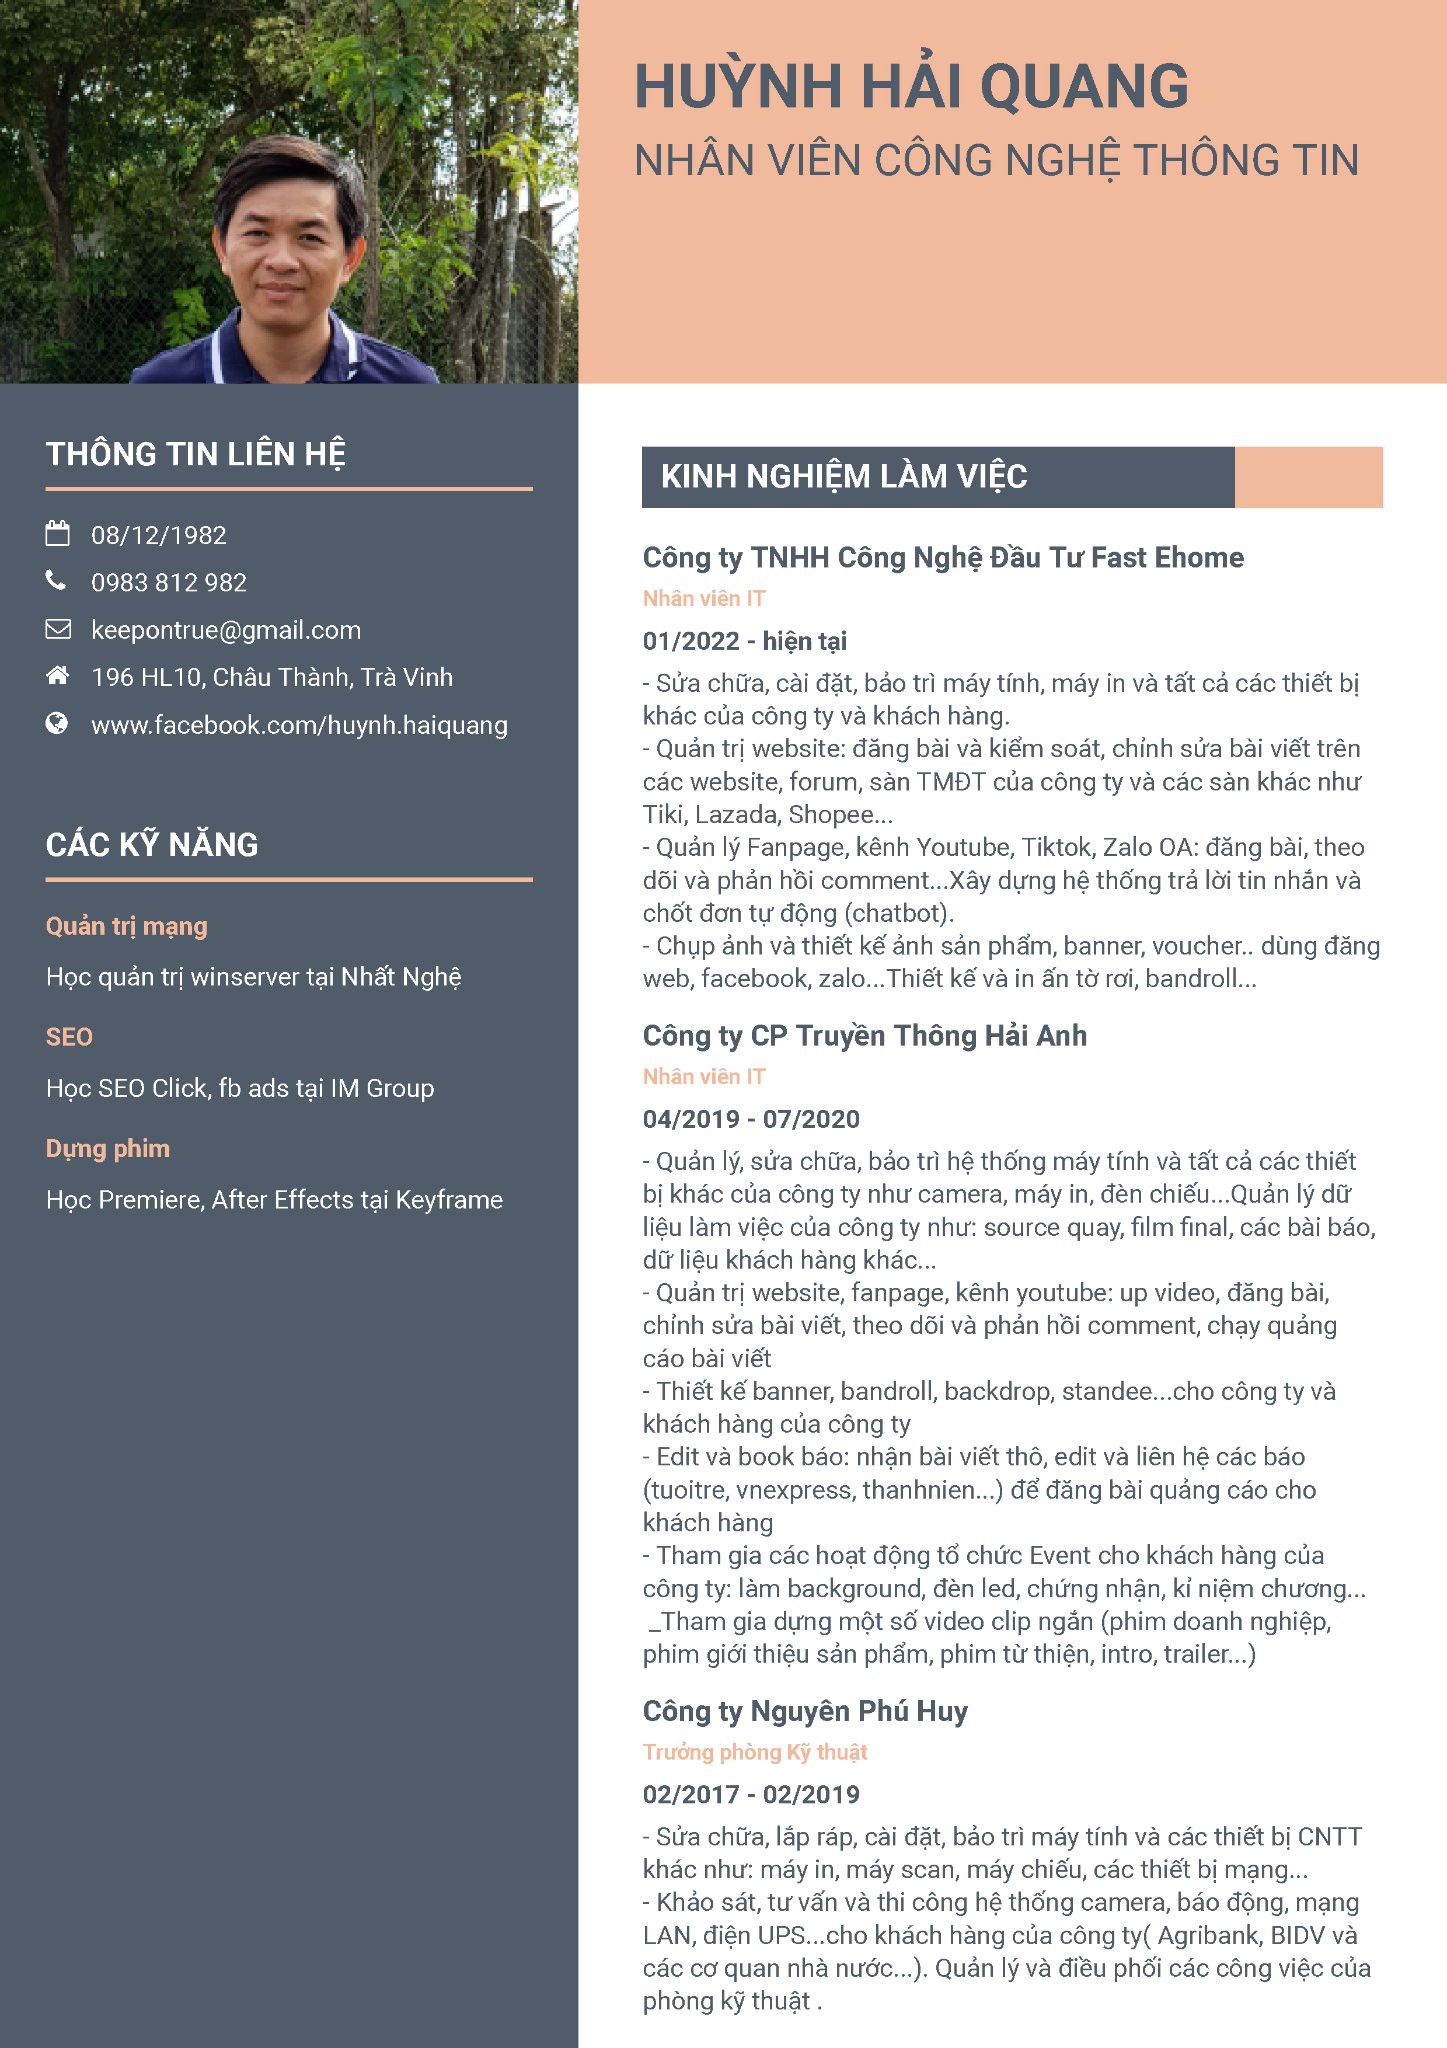 HUỲNH HẢI QUANG
NHÂN VIÊN CÔNG NGHỆ THÔNG TIN
THÔNG TIN LIÊN HỆ
08/12/1982
0983 812 982
keepontrue@gmail.com
196 HL10, Châu Thành, Trà Vinh
www.facebook.com/huynh.haiquang
CÁC KỸ NĂNG
Quản trị mạng
Học quản trị winserver tại Nhất Nghệ
SEO
Học SEO Click, fb ads tại IM Group
Dựng phim
Học Premiere, After Effects tại Keyframe
KINH NGHIỆM LÀM VIỆC
Công ty TNHH Công Nghệ Đầu Tư Fast Ehome
Nhân viên IT
01/2022 - hiện tại
- Sửa chữa, cài đặt, bảo trì máy tính, máy in và tất cả các thiết bị
khác của công ty và khách hàng.
- Quản trị website: đăng bài và kiểm soát, chỉnh sửa bài viết trên
các website, forum, sàn TMĐT của công ty và các sàn khác như
Tiki, Lazada, Shopee...
- Quản lý Fanpage, kênh Youtube, Tiktok, Zalo OA: đăng bài, theo
dõi và phản hồi comment...Xây dựng hệ thống trả lời tin nhắn và
chốt đơn tự động (chatbot).
- Chụp ảnh và thiết kế ảnh sản phẩm, banner, voucher.. dùng đăng
web, facebook, zalo...Thiết kế và in ấn tờ rơi, bandroll...
Công ty CP Truyền Thông Hải Anh
Nhân viên IT
04/2019 - 07/2020
- Quản lý, sửa chữa, bảo trì hệ thống máy tính và tất cả các thiết
bị khác của công ty như camera, máy in, đèn chiếu...Quản lý dữ
liệu làm việc của công ty như: source quay, film final, các bài báo,
dữ liệu khách hàng khác...
- Quản trị website, fanpage, kênh youtube: up video, đăng bài,
chỉnh sửa bài viết, theo dõi và phản hồi comment, chạy quảng
cáo bài viết
- Thiết kế banner, bandroll, backdrop, standee...cho công ty và
khách hàng của công ty
- Edit và book báo: nhận bài viết thô, edit và liên hệ các báo
(tuoitre, vnexpress, thanhnien...) để đăng bài quảng cáo cho
khách hàng
- Tham gia các hoạt động tổ chức Event cho khách hàng của
công ty: làm background, đèn led, chứng nhận, kỉ niệm chương...
_Tham gia dựng một số video clip ngắn (phim doanh nghiệp,
phim giới thiệu sản phẩm, phim từ thiện, intro, trailer...)
Công ty Nguyên Phú Huy
Trưởng phòng Kỹ thuật
02/2017 - 02/2019
- Sửa chữa, lắp ráp, cài đặt, bảo trì máy tính và các thiết bị CNTT
khác như: máy in, máy scan, máy chiếu, các thiết bị mạng...
- Khảo sát, tư vấn và thi công hệ thống camera, báo động, mạng
LAN, điện UPS...cho khách hàng của công ty( Agribank, BIDV và
các cơ quan nhà nước...). Quản lý và điều phối các công việc của
phòng kỹ thuật .